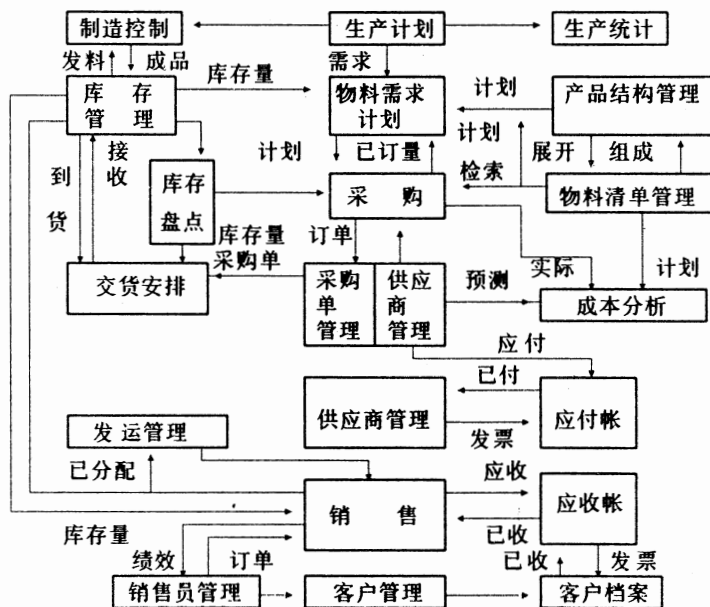 制造控制
生产计划
生产统计
发料
成品
库存量
需求
库 存
管 理
物料需求
计划
计划
产品结构管理
计划
已订量
计划
展开
组成
接
收
到
货
库存
盘点
检索
采 购
物料清单管理
库存量
采购单
订单
实际
计划
交货安排
采购
单
管理
供应
商
管理
预测
成本分析
应 付
已付
供应商管理
应付帐
发票
发 运 管 理
已分配
应收
销 售
应收帐
已收
库存量
绩效
订单
已收
发票
销售员管理
客户管理
客户档案